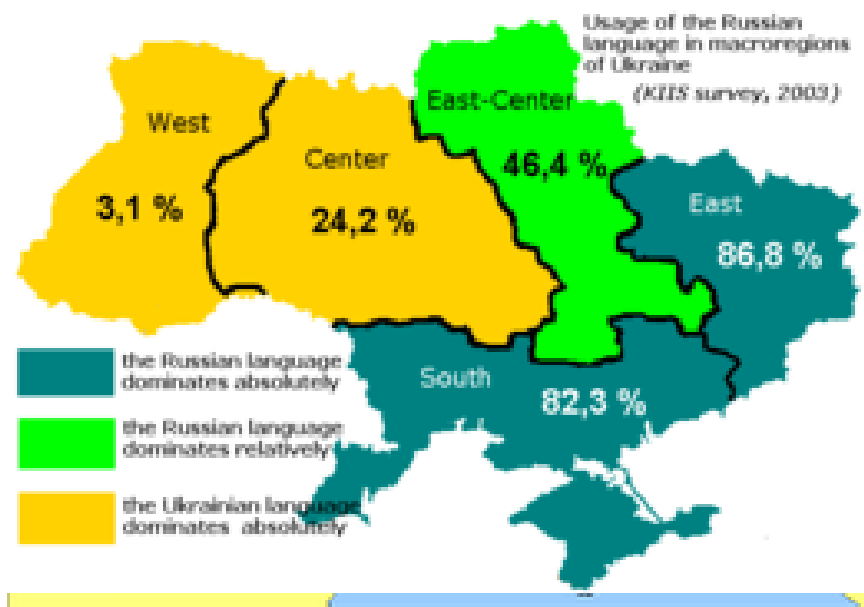 Usage of the Russian
language in macroregions
of Ukraine
(KIIS survey, 2003)
East-Center
46,4 %
West
3,1 %
Center
24,2 %
East
86,8 %
South
82,3 %
the Russian language
dominates absolutely
the Russian language
dominates relatively
the Ukrainian language
dominates absolutely